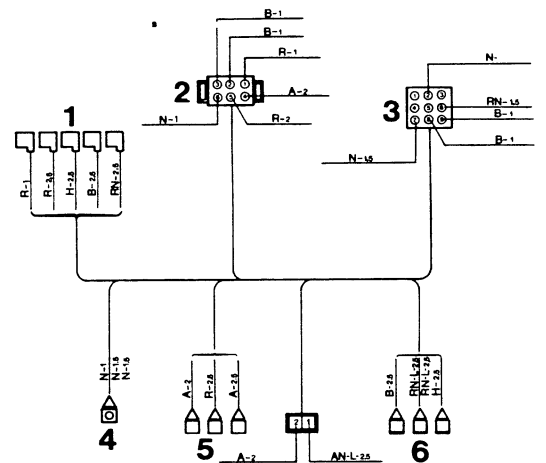 B-1
B-1
R-1
A-2
R-2
N-1
2
N-
RN-1,5
B-1
B-1
N-1,5
3
1
R-1
R-2,5
H-2,5
B-2,5
RN-2,5
N-1
N-1,5
N-1,5
4
A-2
R-2,5
A-2,5
5
2 1
A-2
AN-L-2,5
B-2,5
RN-L-2,5
RN-L-2,5
H-2,5
6